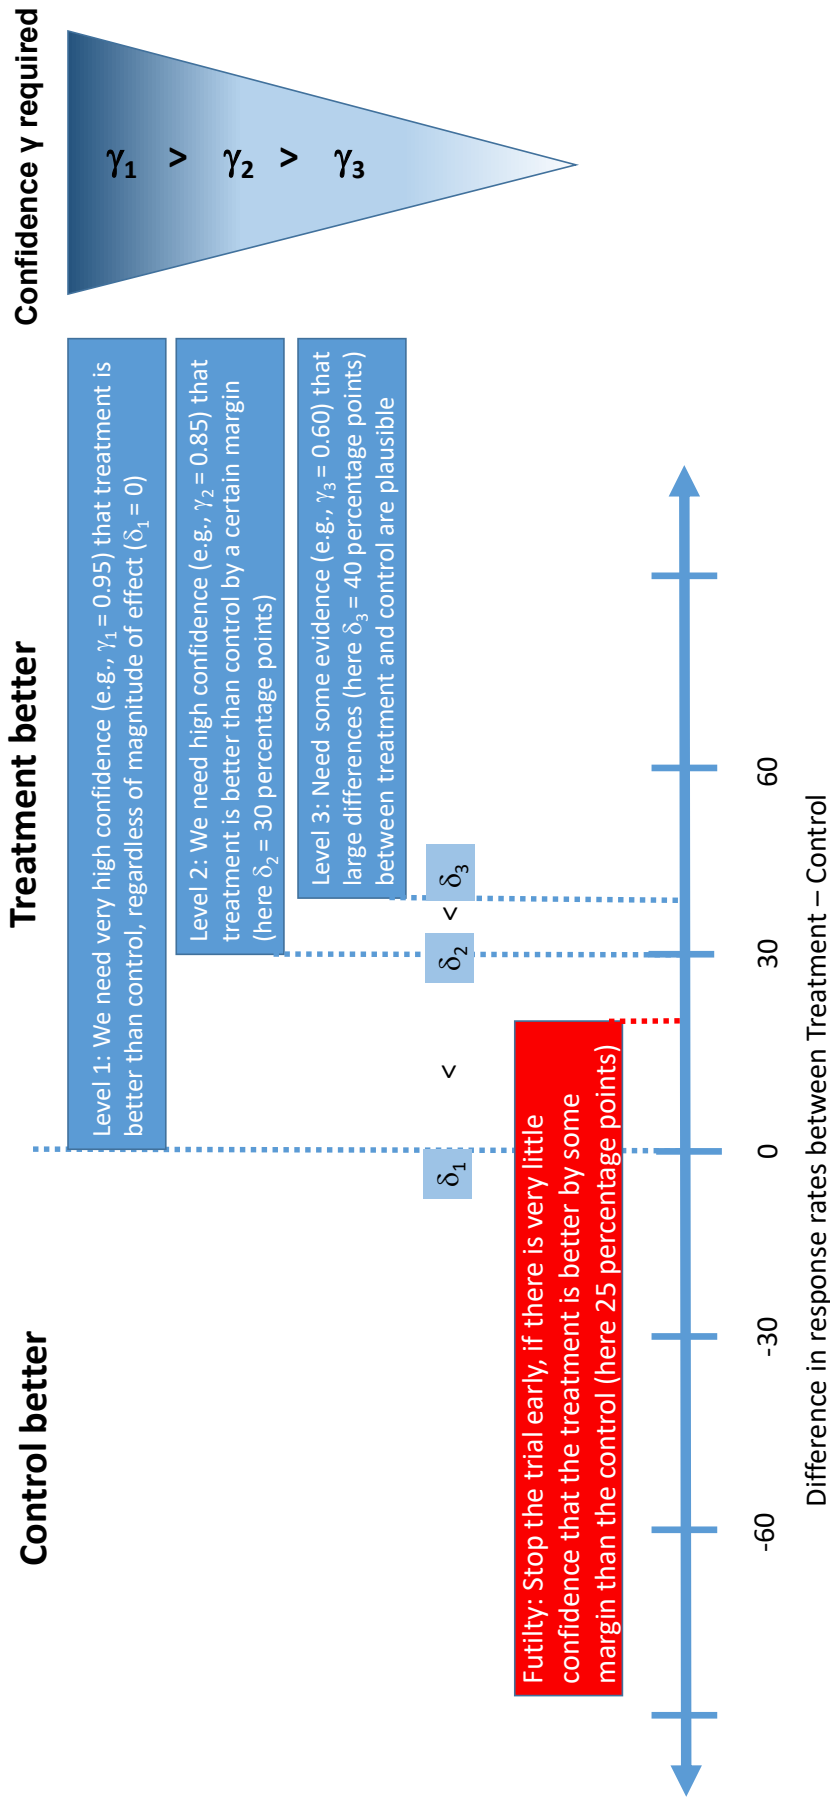 Control better
Treatment better
Confidence γ required
Level 1: We need very high confidence (e.g., γ₁ = 0.95) that treatment is
better than control, regardless of magnitude of effect (δ₁ = 0)
γ₁ > γ₂ > γ₃
Level 2: We need high confidence (e.g., γ₂ = 0.85) that
treatment is better than control by a certain margin
(here δ₂ = 30 percentage points)
Level 3: Need some evidence (e.g., γ₃ = 0.60) that
large differences (here δ₃ = 40 percentage points)
between treatment and control are plausible
δ₁ < δ₂ < δ₃
Futilty: Stop the trial early, if there is very little
confidence that the treatment is better by some
margin than the control (here 25 percentage points)
-60 -30 0 30 60
Difference in response rates between Treatment – Control